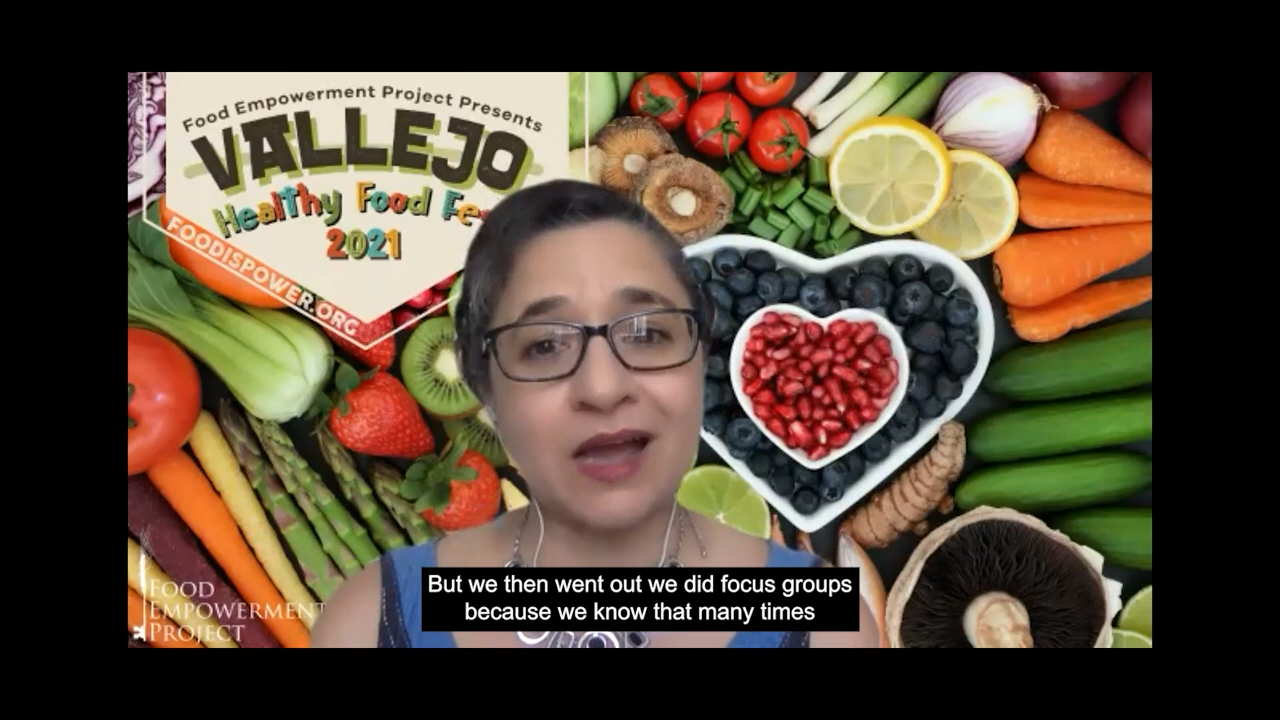 Food Empowerment Project Presents
VALLEJO
Healthy Food Fe
2021
FOODISPOWER.ORG
FOOD
EMPOWERMENT
PROJECT
But we then went out we did focus groups
because we know that many times